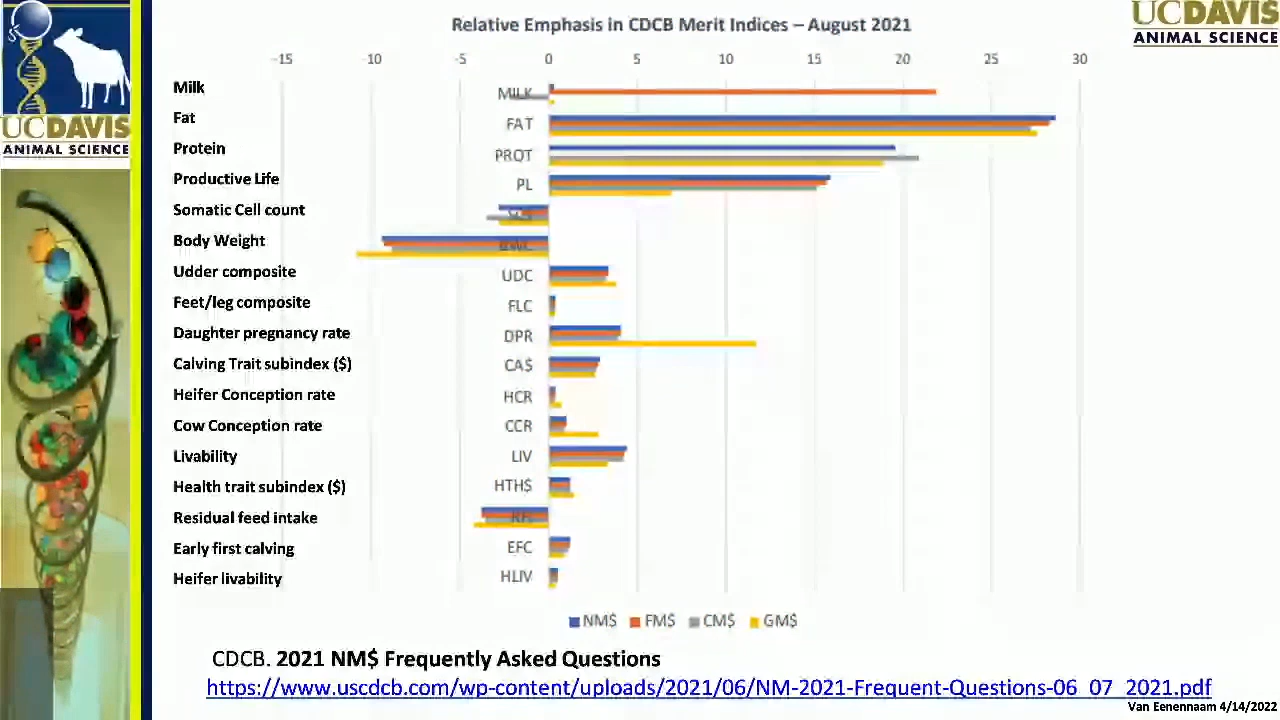 Relative Emphasis in CDCB Merit Indices – August 2021
UCDAVIS
ANIMAL SCIENCE
UCDAVIS
ANIMAL SCIENCE
-15 -10 -5 0 5 10 15 20 25 30
Milk MILK
Fat FAT
Protein PROT
Productive Life PL
Somatic Cell count
Body Weight BWC
Udder composite UDC
Feet/leg composite FLC
Daughter pregnancy rate DPR
Calving Trait subindex ($) CA$
Heifer Conception rate HCR
Cow Conception rate CCR
Livability LIV
Health trait subindex ($) HTH$
Residual feed intake
Early first calving EFC
Heifer livability HLIV
NM$ FM$ CM$ GM$
CDCB. 2021 NM$ Frequently Asked Questions
https://www.uscdcb.com/wp-content/uploads/2021/06/NM-2021-Frequent-Questions-06_07_2021.pdf
Van Eenennaam 4/14/2022